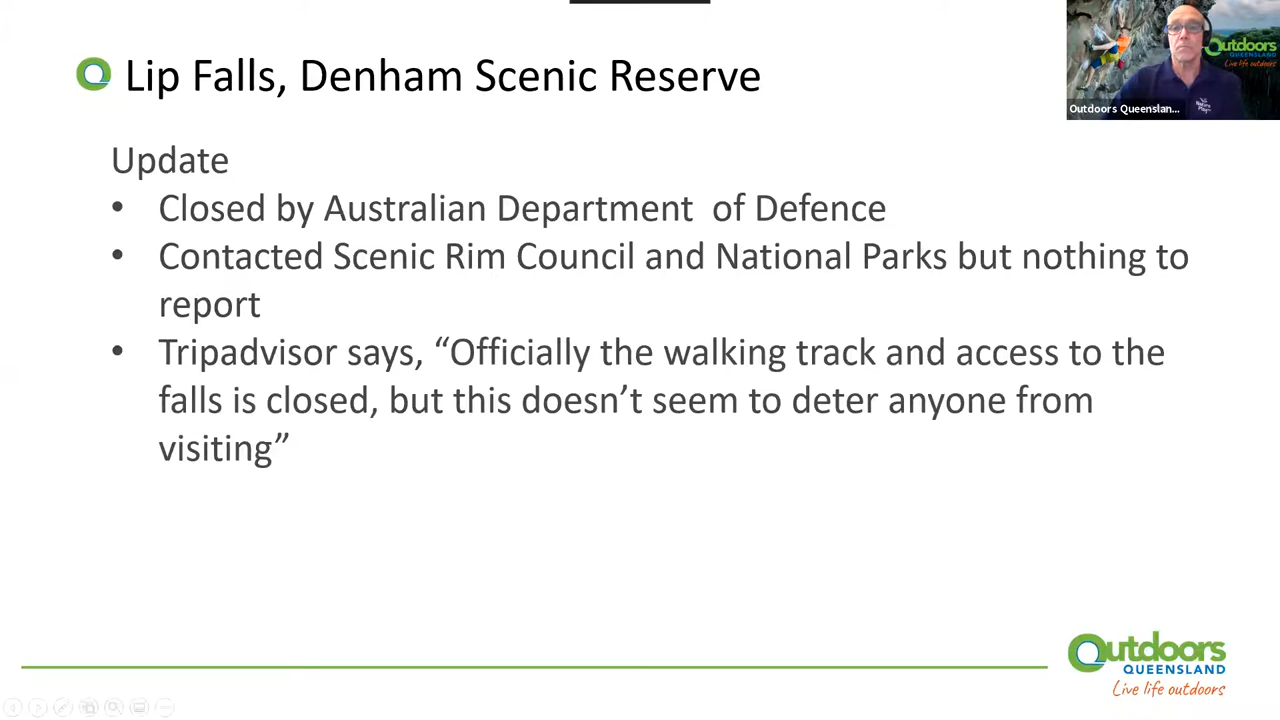 Lip Falls, Denham Scenic Reserve
Outdoors
QUEENSLAND
Live life outdoors
Outdoors Queenslan...
Update
• Closed by Australian Department  of Defence
• Contacted Scenic Rim Council and National Parks but nothing to
report
• Tripadvisor says, “Officially the walking track and access to the
falls is closed, but this doesn’t seem to deter anyone from
visiting”
Outdoors
QUEENSLAND
Live life outdoors